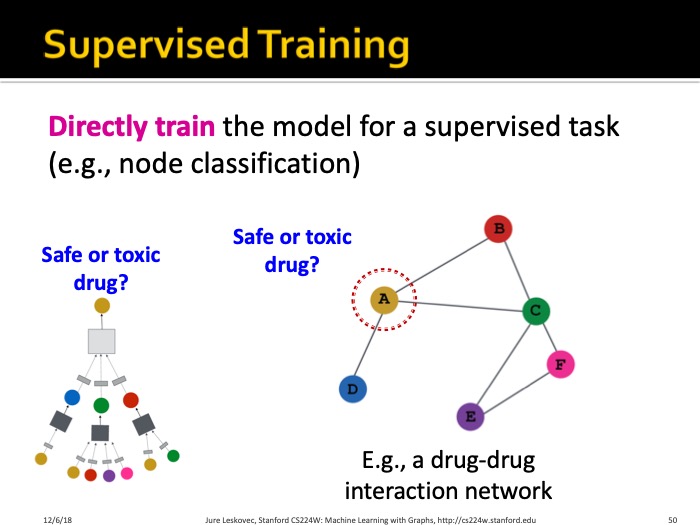 Supervised Training
Directly train the model for a supervised task
(e.g., node classification)
Safe or toxic
drug?
Safe or toxic
drug?
B
A
C
F
D
E
E.g., a drug-drug
interaction network
12/6/18
Jure Leskovec, Stanford CS224W: Machine Learning with Graphs, http://cs224w.stanford.edu
50